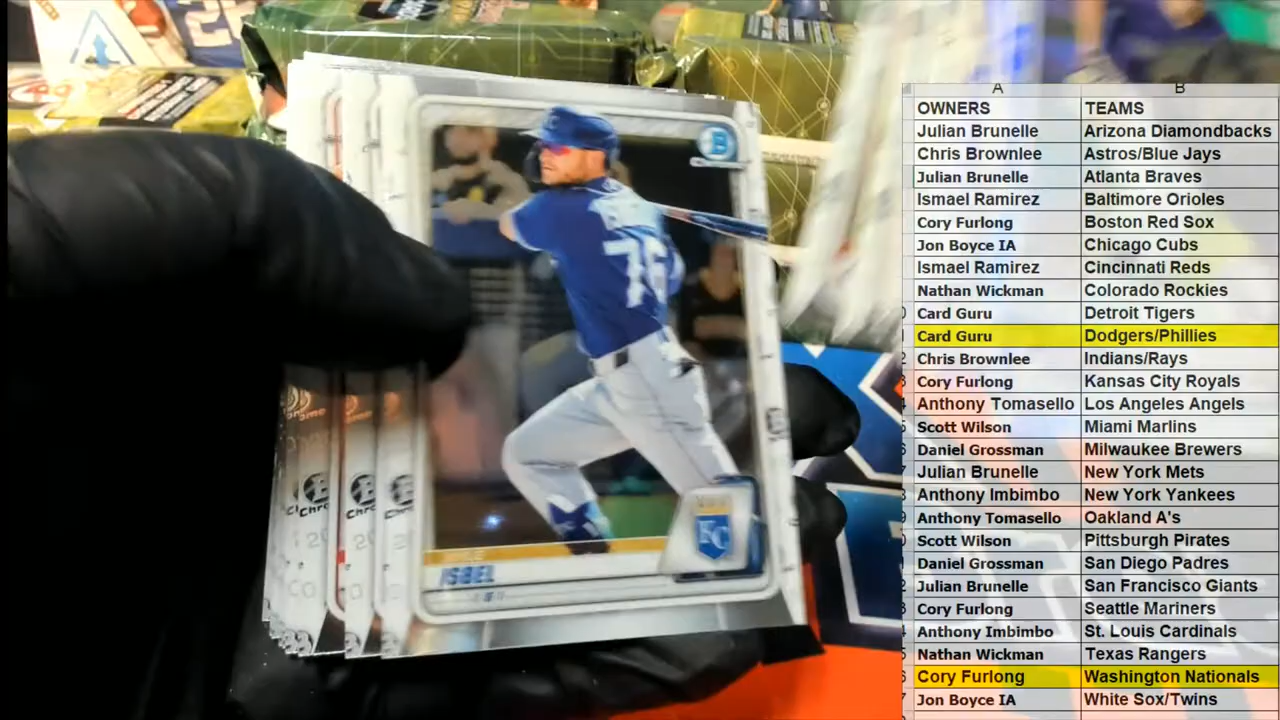 A B
OWNERS TEAMS
Julian Brunelle Arizona Diamondbacks
Chris Brownlee Astros/Blue Jays
Julian Brunelle Atlanta Braves
Ismael Ramirez Baltimore Orioles
Cory Furlong Boston Red Sox
Jon Boyce IA Chicago Cubs
Ismael Ramirez Cincinnati Reds
Nathan Wickman Colorado Rockies
Card Guru Detroit Tigers
Card Guru Dodgers/Phillies
Chris Brownlee Indians/Rays
Cory Furlong Kansas City Royals
Anthony Tomasello Los Angeles Angels
Scott Wilson Miami Marlins
Daniel Grossman Milwaukee Brewers
Julian Brunelle New York Mets
Anthony Imbimbo New York Yankees
Anthony Tomasello Oakland A's
Scott Wilson Pittsburgh Pirates
Daniel Grossman San Diego Padres
Julian Brunelle San Francisco Giants
Cory Furlong Seattle Mariners
Anthony Imbimbo St. Louis Cardinals
Nathan Wickman Texas Rangers
Cory Furlong Washington Nationals
Jon Boyce IA White Sox/Twins
B
76
KC
ISBEL